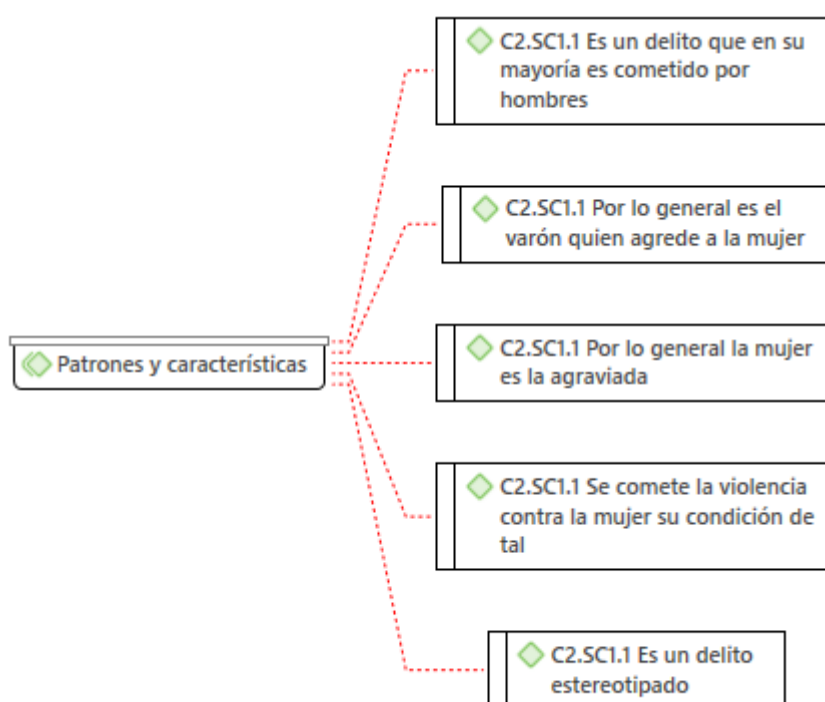 C2.SC1.1 Es un delito que en su
mayoría es cometido por
hombres
C2.SC1.1 Por lo general es el
varón quien agrede a la mujer
Patrones y características
C2.SC1.1 Por lo general la mujer
es la agraviada
C2.SC1.1 Se comete la violencia
contra la mujer su condición de
tal
C2.SC1.1 Es un delito
estereotipado